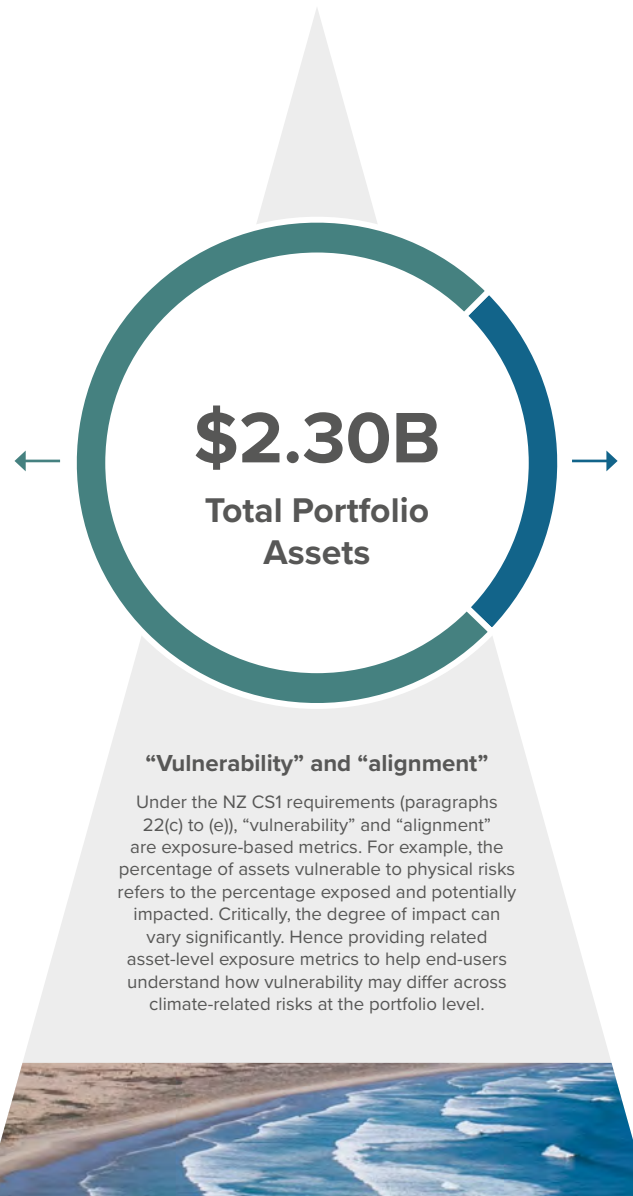 $2.30B
Total Portfolio
Assets
“Vulnerability” and “alignment”
Under the NZ CS1 requirements (paragraphs
22(c) to (e)), “vulnerability” and “alignment”
are exposure-based metrics. For example, the
percentage of assets vulnerable to physical risks
refers to the percentage exposed and potentially
impacted. Critically, the degree of impact can
vary significantly. Hence providing related
asset-level exposure metrics to help end-users
understand how vulnerability may differ across
climate-related risks at the portfolio level.